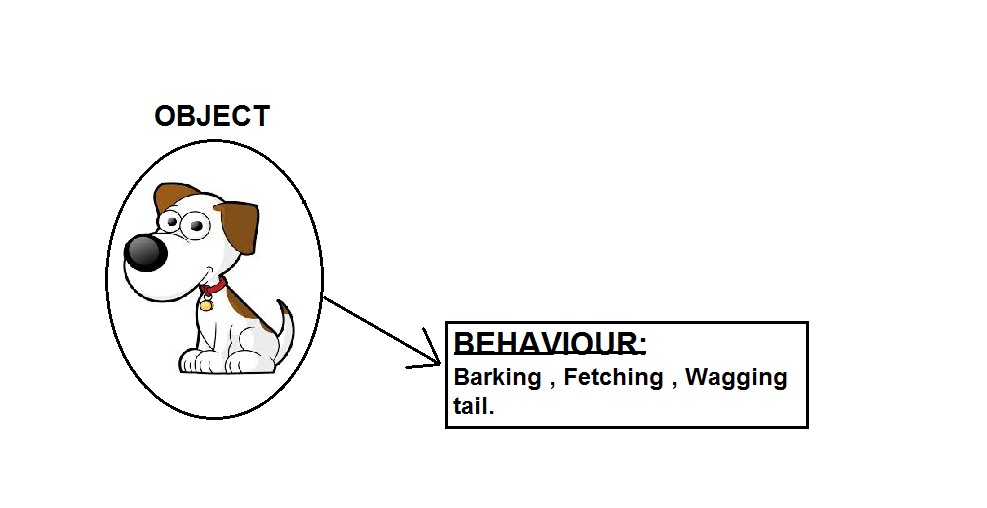 OBJECT
BEHAVIOUR:
Barking , Fetching , Wagging
tail.